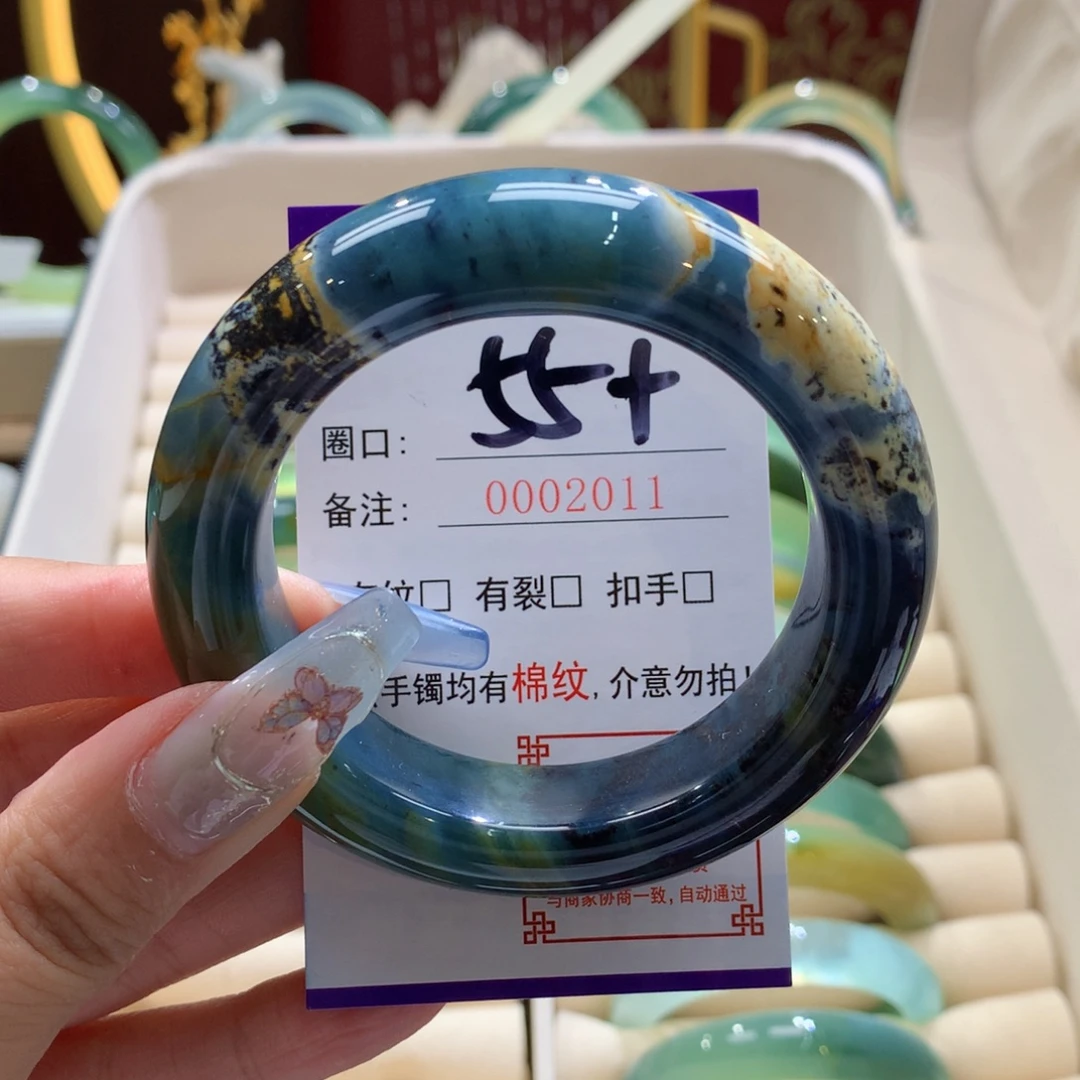 圈口: 55+
备注: 0002011
纹□ 有裂□ 扣手□
手镯均有棉纹,介意勿拍!
与商家协商一致,自动通过